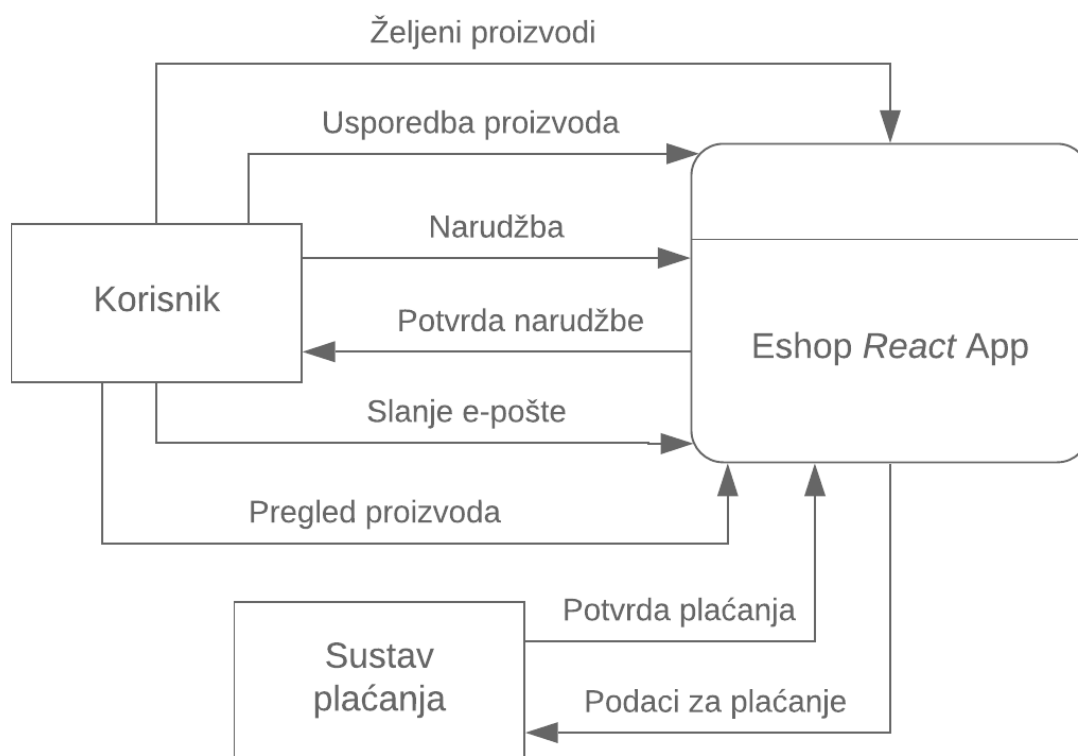 Željeni proizvodi
Usporedba proizvoda
Narudžba
Korisnik
Potvrda narudžbe
Eshop React App
Slanje e-pošte
Pregled proizvoda
Potvrda plaćanja
Sustav
plaćanja
Podaci za plaćanje